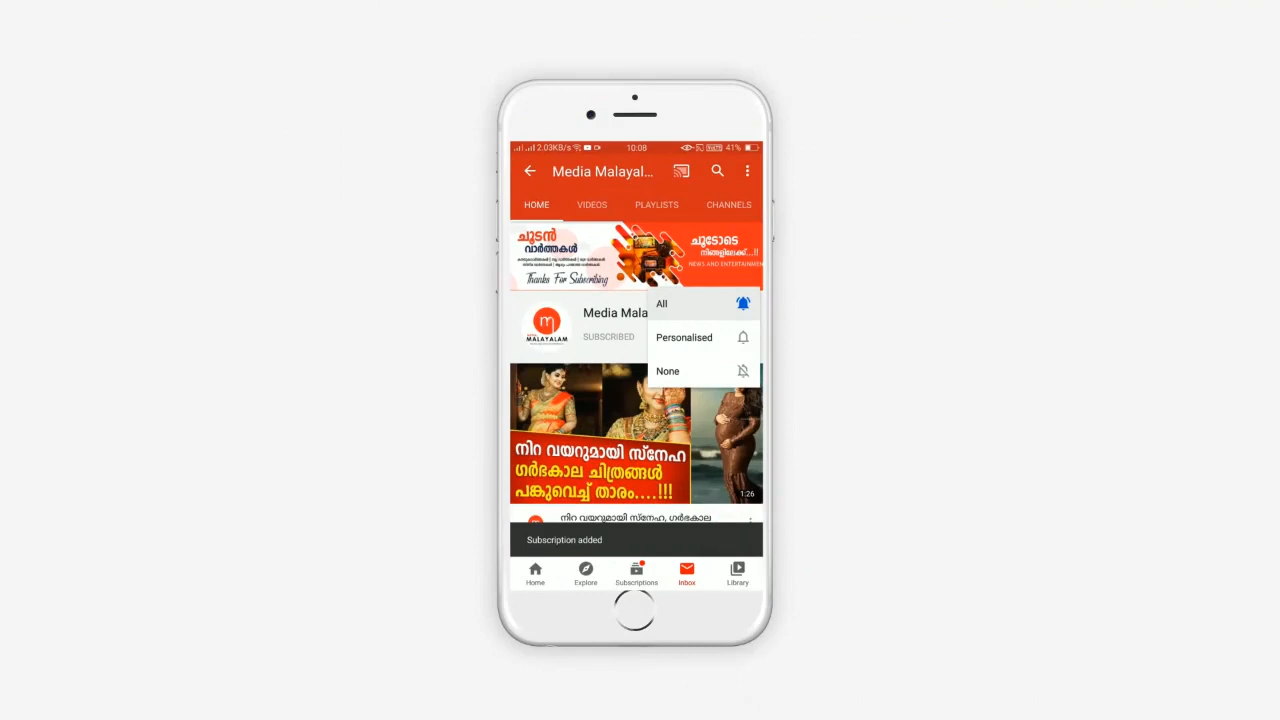 2.03KB/s 10:08 41%
Media Malayal...
HOME VIDEOS PLAYLISTS CHANNELS
ചൂടൻ
വാർത്തകൾ
Thanks For Subscribing
ചൂടോടെ
നിങ്ങളിലേക്ക്...!!
NEWS AND ENTERTAINMEN
All
Media Mala
MALAYALAM
SUBSCRIBED
Personalised
None
നിറ വയറുമായി സ്നേഹ
ഗർഭകാല ചിത്രങ്ങൾ
പങ്കുവെച്ച് താരം....!!!
1:26
നിറ വയറുമായി സ്നേഹ, ഗർഭകാല
Subscription added
Home Explore Subscriptions Inbox Library